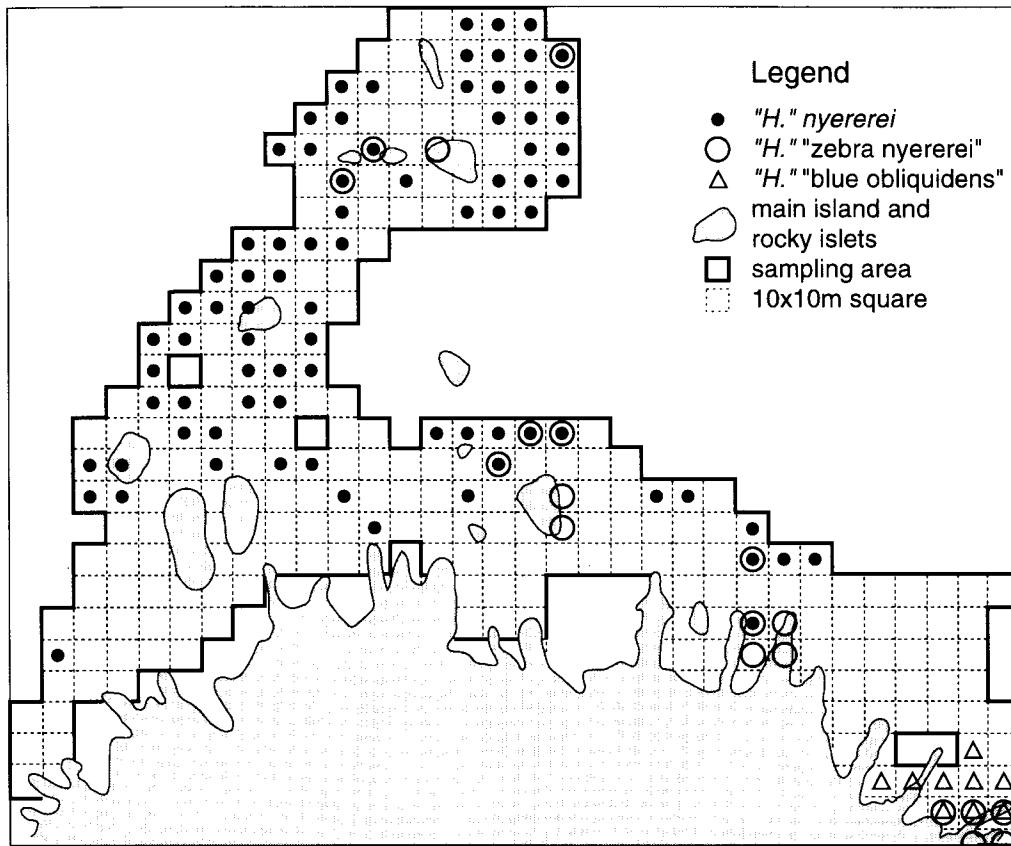 Legend
"H." nyererei
"H." "zebra nyererei"
"H." "blue obliquidens"
main island and
rocky islets
sampling area
10x10m square